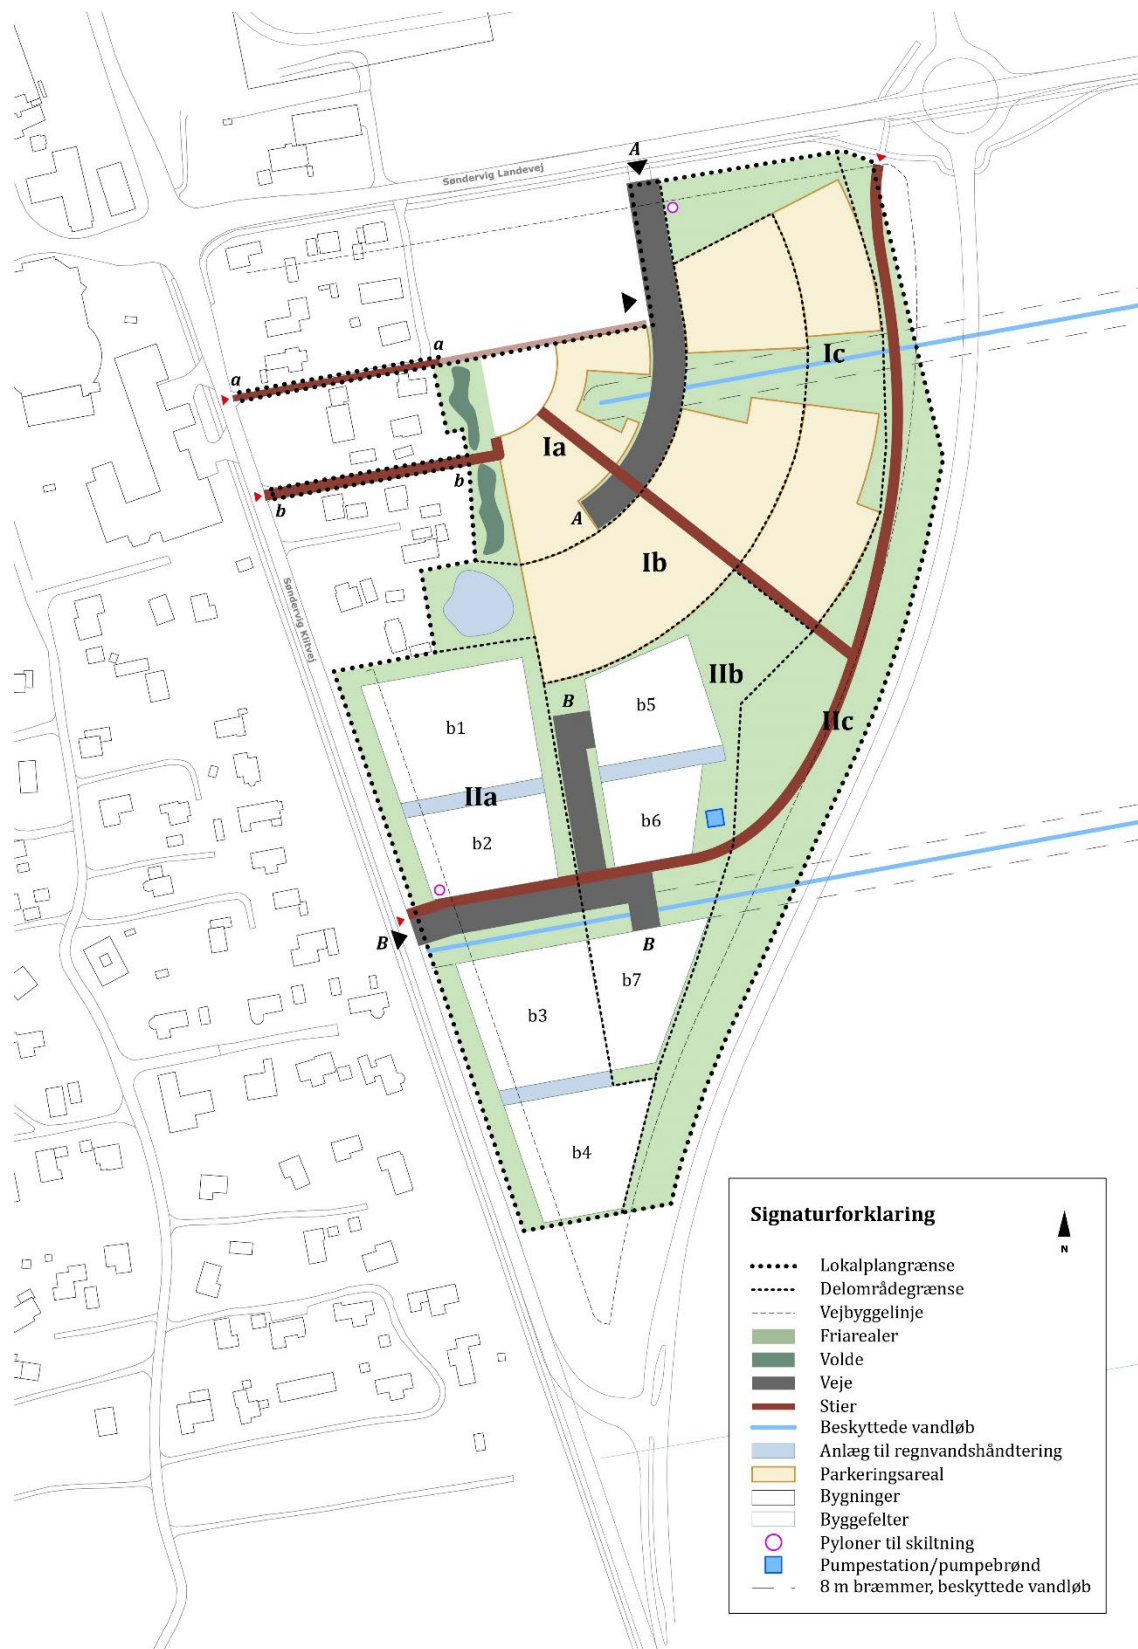 A
Søndervig Landevej
a
a
Ic
Ia
b
b
A
Ib
Søndervig Klitvej
IIb
B
b5
IIc
b1
IIa
b6
b2
B
B
b7
b3
b4
Signaturforklaring
N
Lokalplangrænse
Delområdegrænse
Vejbyggelinje
Friarealer
Volde
Veje
Stier
Beskyttede vandløb
Anlæg til regnvandshåndtering
Parkeringsareal
Bygninger
Byggefelter
Pyloner til skiltning
Pumpestation/pumpebrønd
8 m bræmmer, beskyttede vandløb